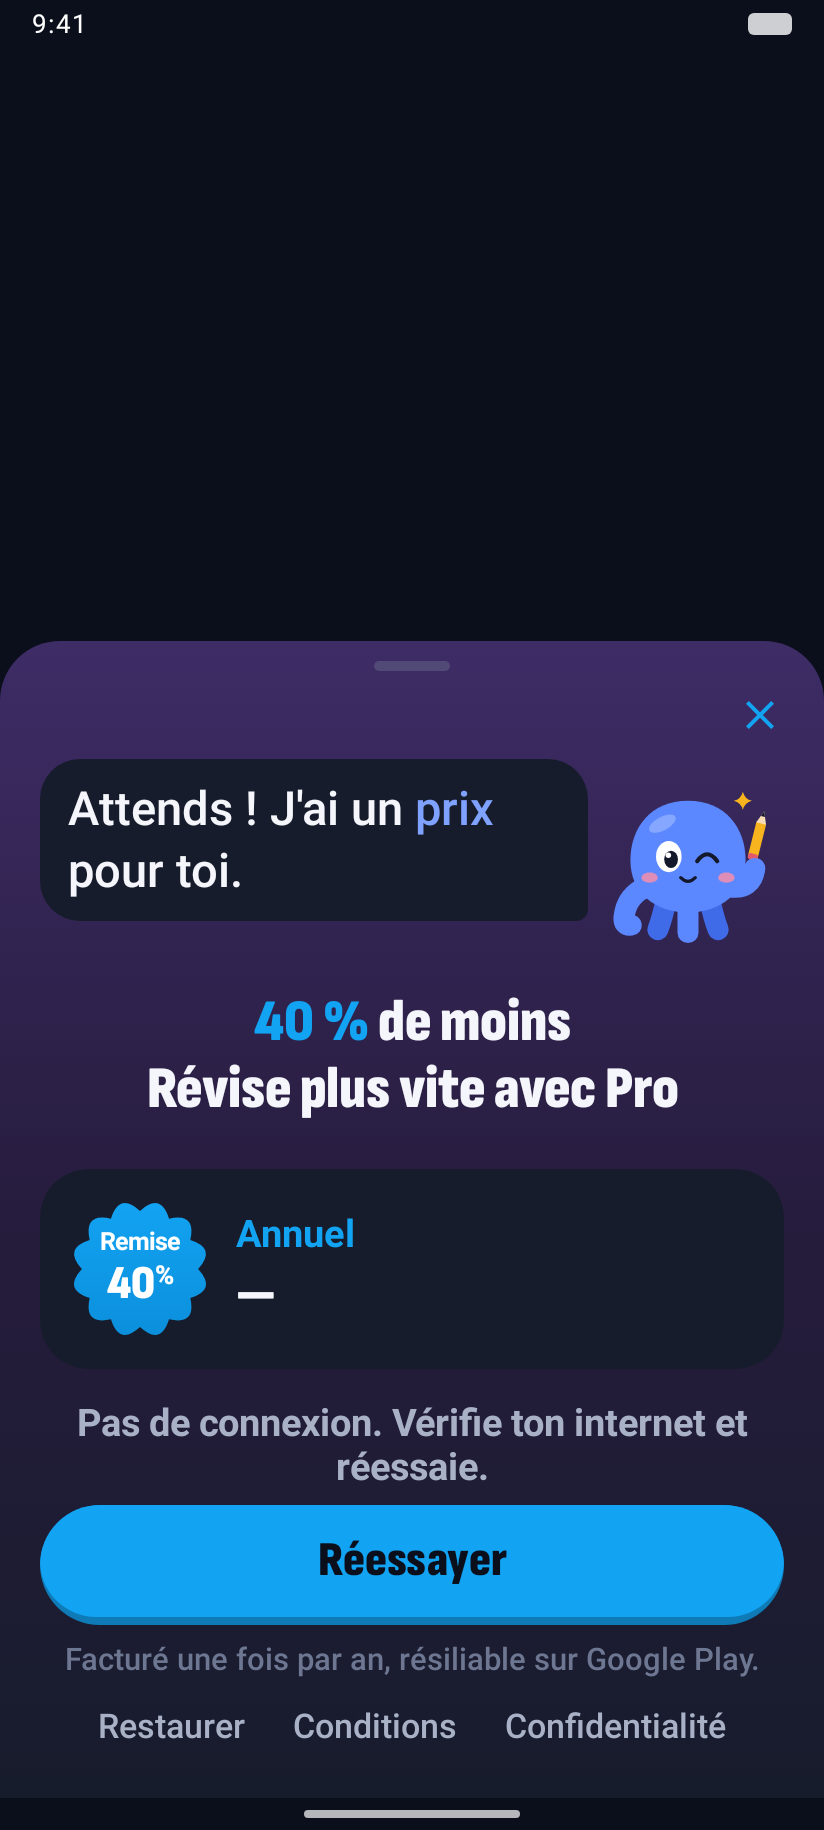 9:41
Attends ! J'ai un prix
pour toi.
40 % de moins
Révise plus vite avec Pro
Remise
40%
Annuel
—
Pas de connexion. Vérifie ton internet et
réessaie.
Réessayer
Facturé une fois par an, résiliable sur Google Play.
Restaurer Conditions Confidentialité